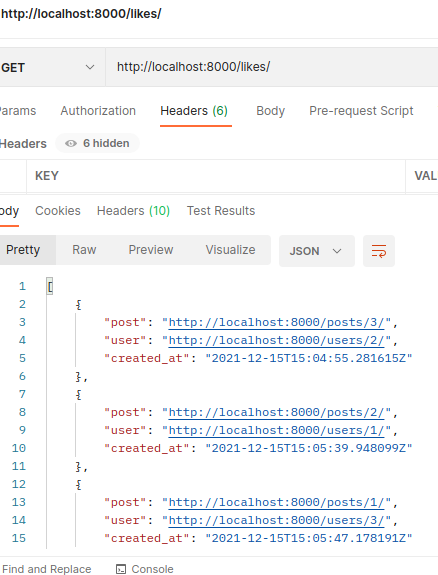 http://localhost:8000/likes/
GET http://localhost:8000/likes/
Params Authorization Headers (6) Body Pre-request Script
Headers 6 hidden
KEY VAL
Body Cookies Headers (10) Test Results
Pretty Raw Preview Visualize JSON
1 [
2 {
3 "post": "http://localhost:8000/posts/3/",
4 "user": "http://localhost:8000/users/2/",
5 "created_at": "2021-12-15T15:04:55.281615Z"
6 },
7 {
8 "post": "http://localhost:8000/posts/2/",
9 "user": "http://localhost:8000/users/1/",
10 "created_at": "2021-12-15T15:05:39.948099Z"
11 },
12 {
13 "post": "http://localhost:8000/posts/1/",
14 "user": "http://localhost:8000/users/3/",
15 "created_at": "2021-12-15T15:05:47.178191Z"
Find and Replace Console